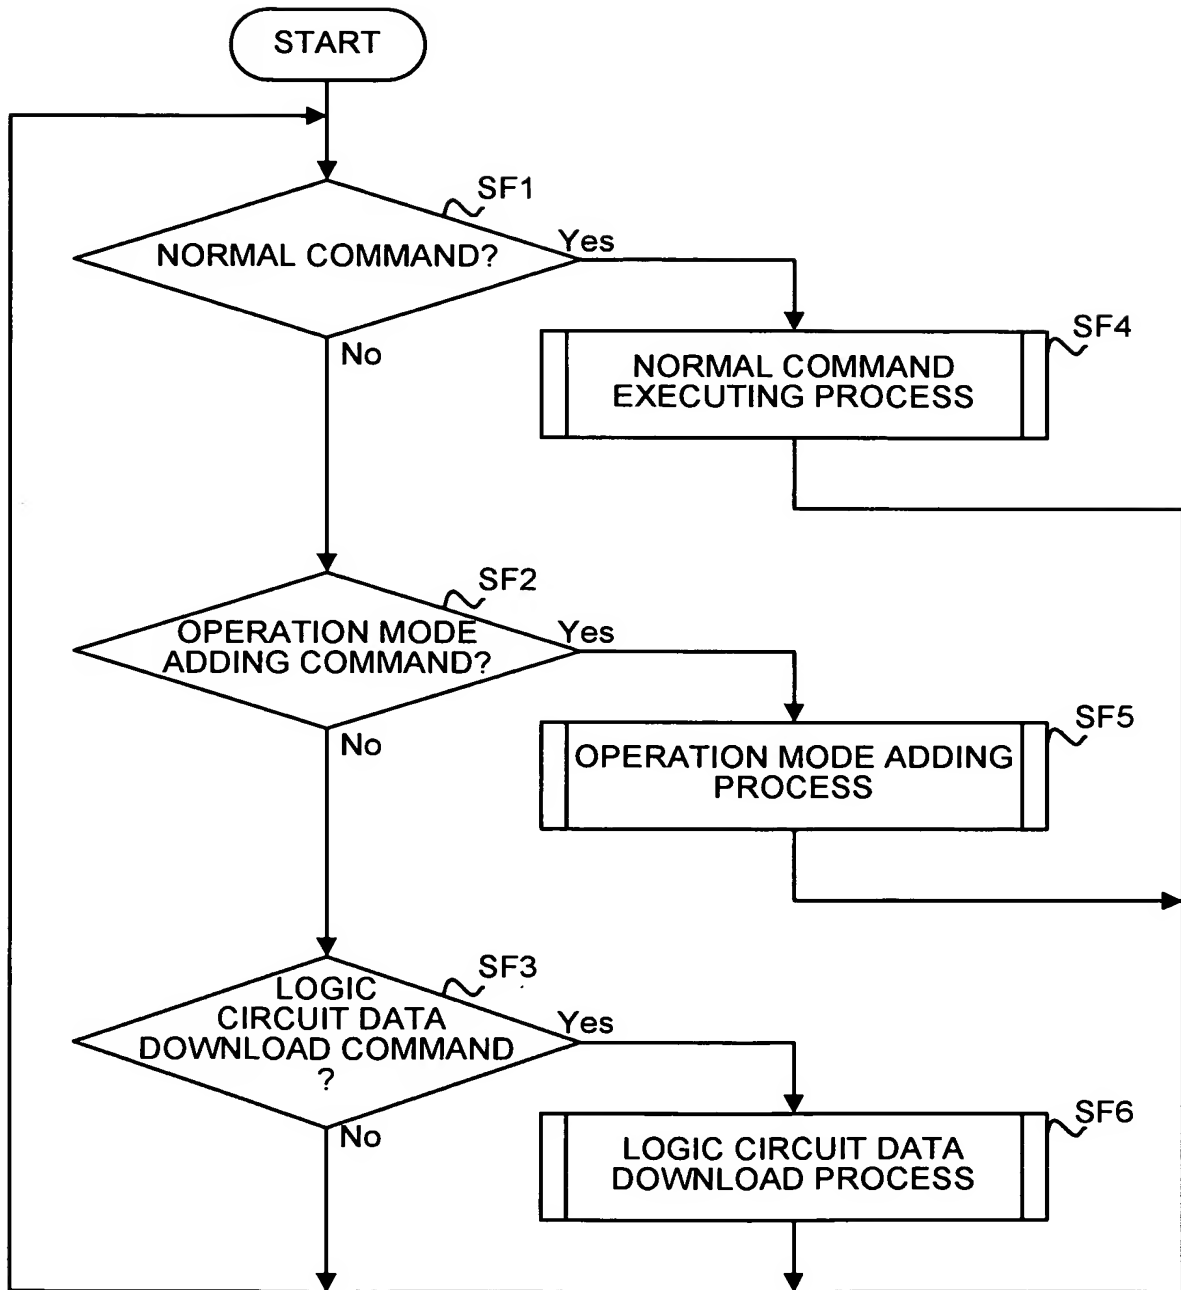 START
SF1
NORMAL COMMAND?
Yes
No
SF4
NORMAL COMMAND
EXECUTING PROCESS
SF2
OPERATION MODE
ADDING COMMAND?
Yes
No
SF5
OPERATION MODE ADDING
PROCESS
SF3
LOGIC
CIRCUIT DATA
DOWNLOAD COMMAND
?
Yes
No
SF6
LOGIC CIRCUIT DATA
DOWNLOAD PROCESS